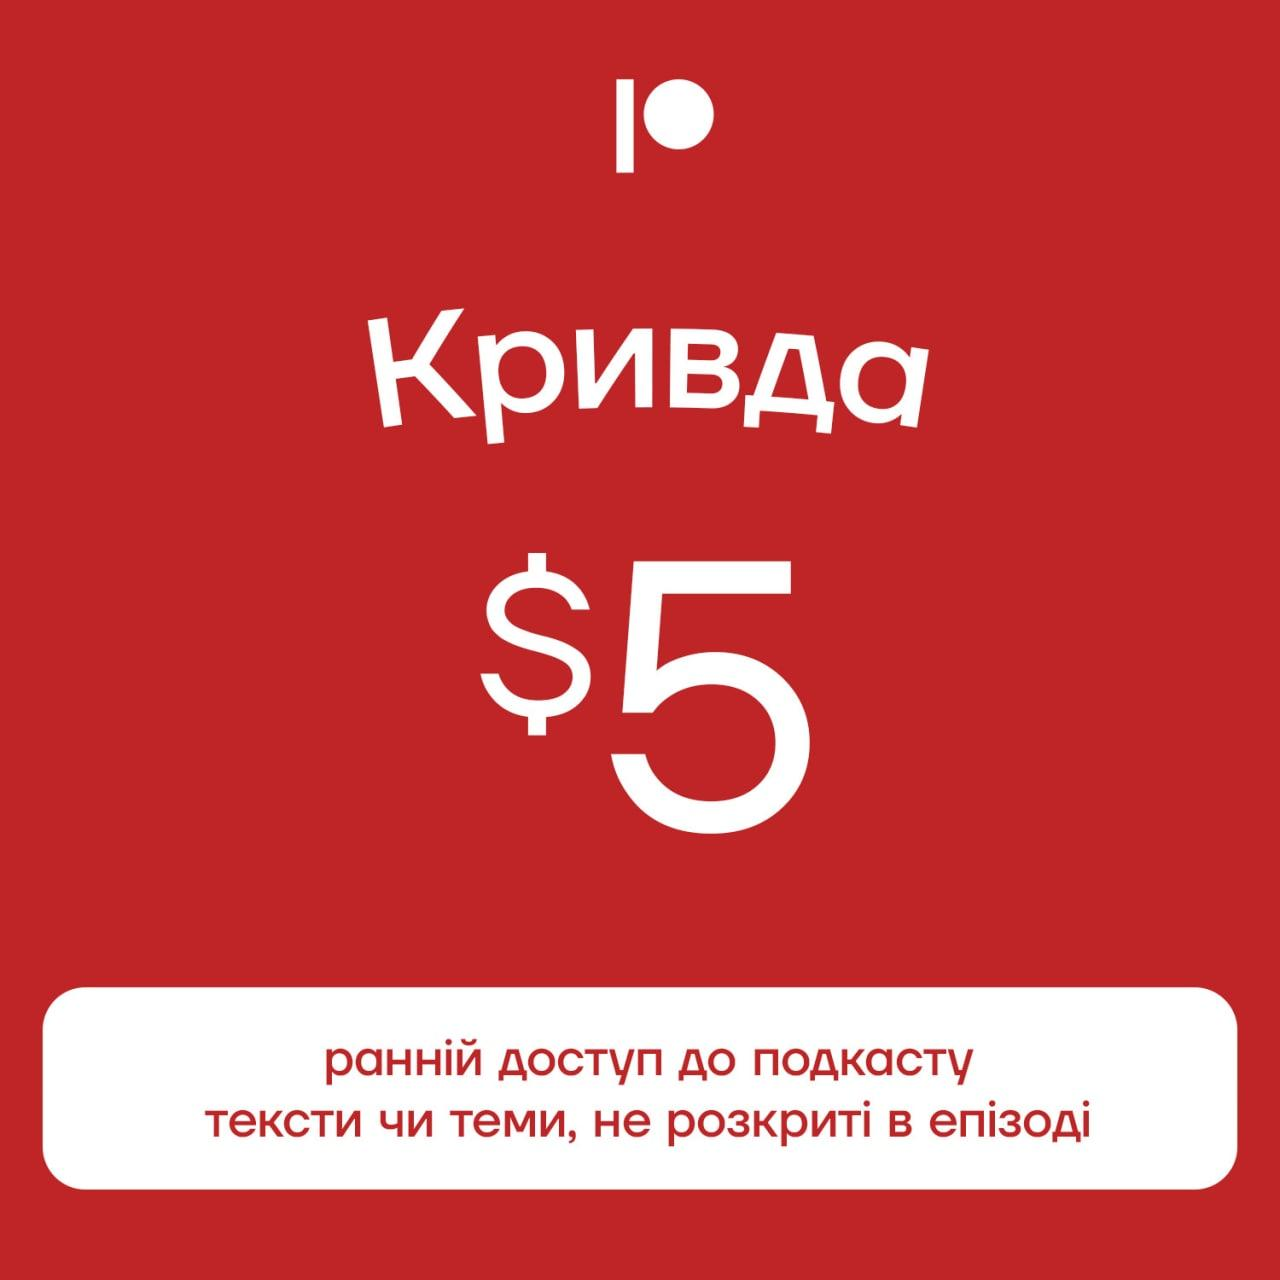 Кривда
$5
ранній доступ до подкасту
тексти чи теми, не розкриті в епізоді